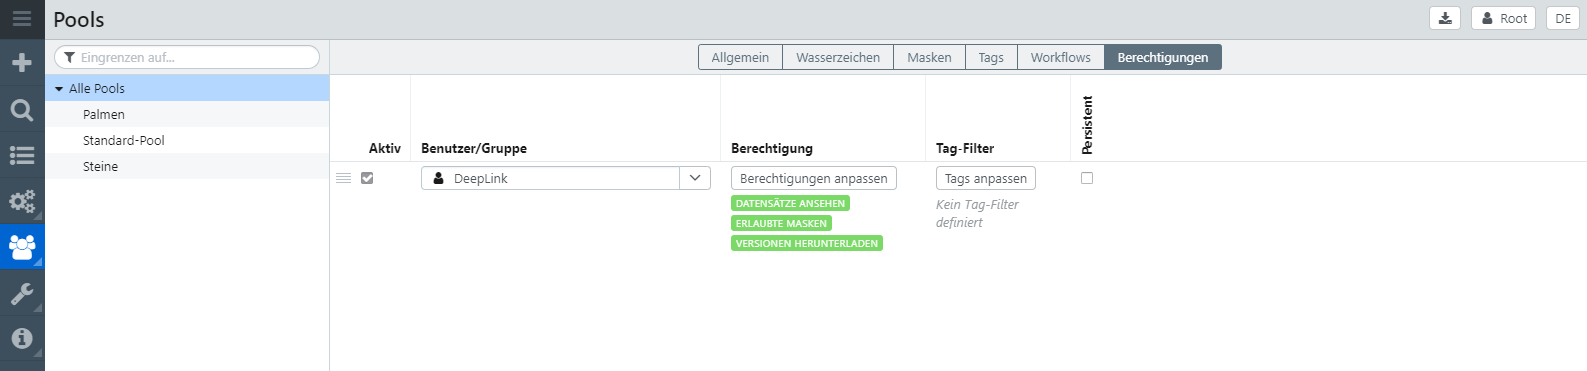 Pools
Root
DE
Eingrenzen auf...
Allgemein
Wasserzeichen
Masken
Tags
Workflows
Berechtigungen
Alle Pools
Palmen
Standard-Pool
Steine
Aktiv
Benutzer/Gruppe
Berechtigung
Tag-Filter
Persistent
DeepLink
Berechtigungen anpassen
DATENSÄTZE ANSEHEN
ERLAUBTE MASKEN
VERSIONEN HERUNTERLADEN
Tags anpassen
Kein Tag-Filter
definiert